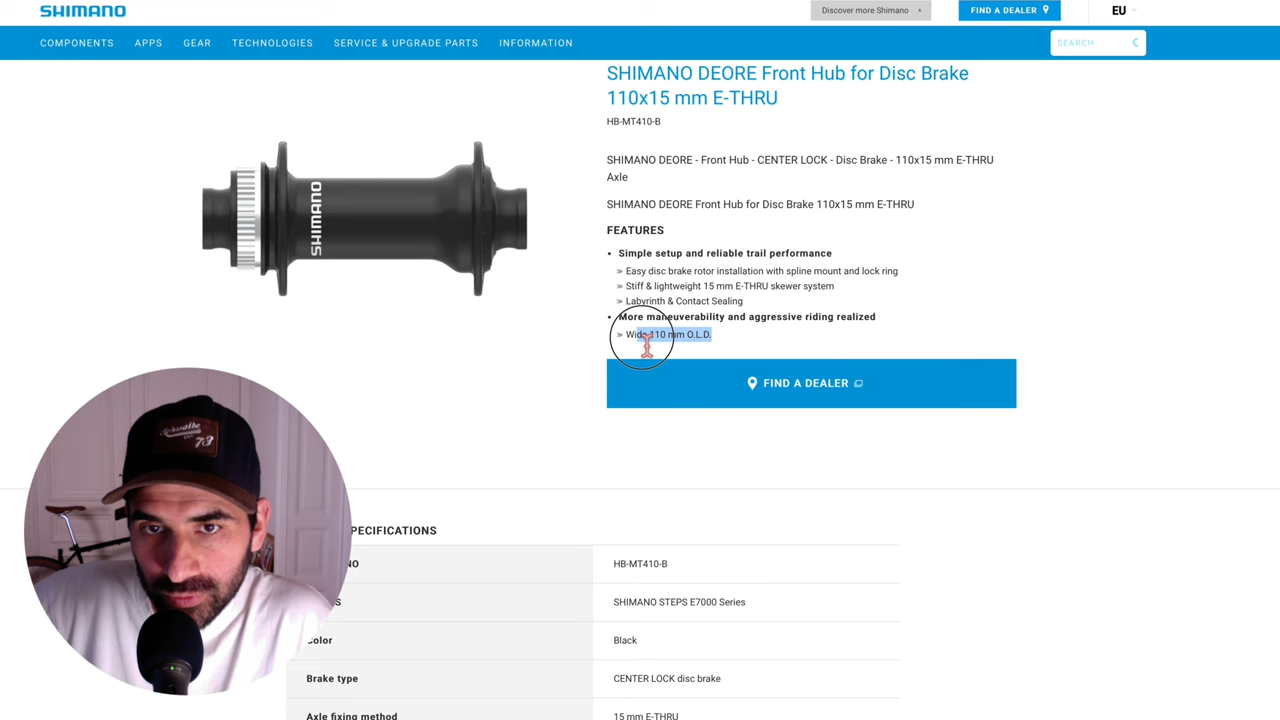 SHIMANO
Discover more Shimano
FIND A DEALER
EU
COMPONENTS
APPS
GEAR
TECHNOLOGIES
SERVICE & UPGRADE PARTS
INFORMATION
SEARCH
SHIMANO DEORE Front Hub for Disc Brake
110x15 mm E-THRU
HB-MT410-B
SHIMANO DEORE - Front Hub - CENTER LOCK - Disc Brake - 110x15 mm E-THRU
Axle
SHIMANO DEORE Front Hub for Disc Brake 110x15 mm E-THRU
FEATURES
• Simple setup and reliable trail performance
» Easy disc brake rotor installation with spline mount and lock ring
» Stiff & lightweight 15 mm E-THRU skewer system
» Labyrinth & Contact Sealing
• More maneuverability and aggressive riding realized
» Wide 110 mm O.L.D.
FIND A DEALER
SHIMANO
73
PECIFICATIONS
NO
HB-MT410-B
S
SHIMANO STEPS E7000 Series
Color
Black
Brake type
CENTER LOCK disc brake
Axle fixing method
15 mm E-THRU